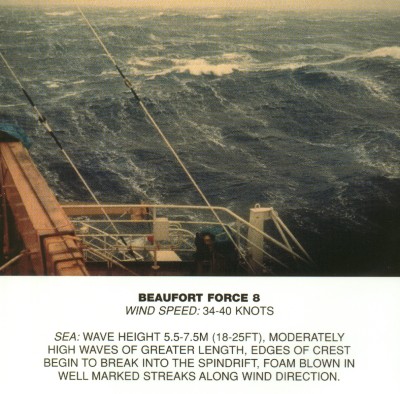 BEAUFORT FORCE 8
WIND SPEED: 34-40 KNOTS
SEA: WAVE HEIGHT 5.5-7.5M (18-25FT), MODERATELY
HIGH WAVES OF GREATER LENGTH, EDGES OF CREST
BEGIN TO BREAK INTO THE SPINDRIFT, FOAM BLOWN IN
WELL MARKED STREAKS ALONG WIND DIRECTION.